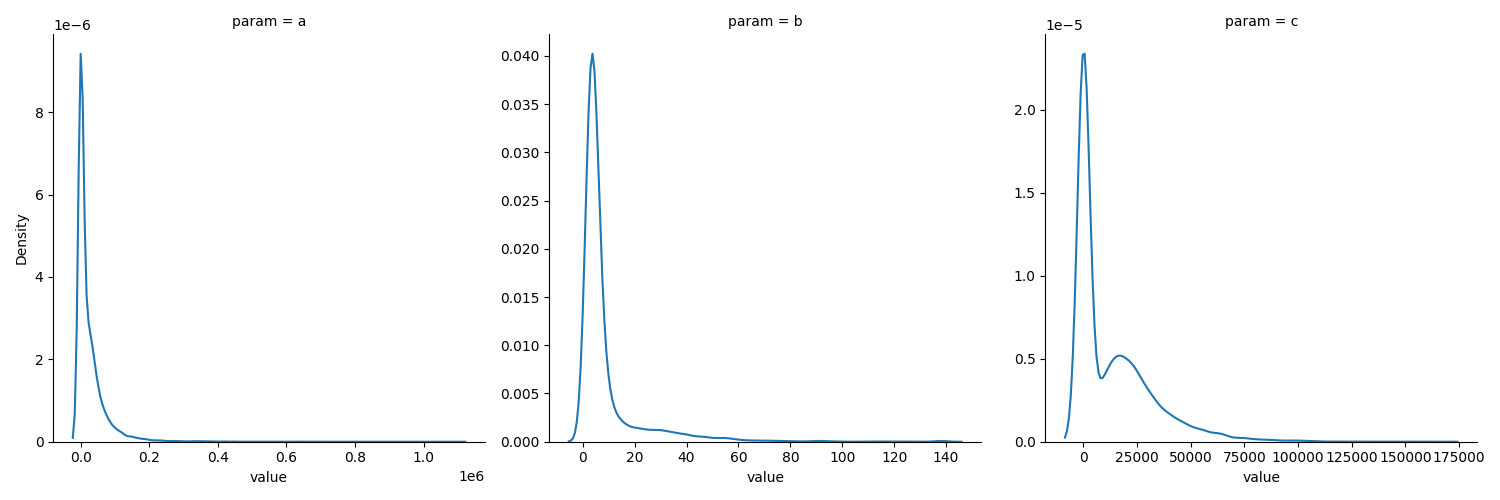 param = a
1e−6
8
6
4
2
0
Density
0.0 0.2 0.4 0.6 0.8 1.0
value
1e6
param = b
0.040
0.035
0.030
0.025
0.020
0.015
0.010
0.005
0.000
0 20 40 60 80 100 120 140
value
param = c
1e−5
2.0
1.5
1.0
0.5
0.0
0 25000 50000 75000 100000 125000 150000 175000
value